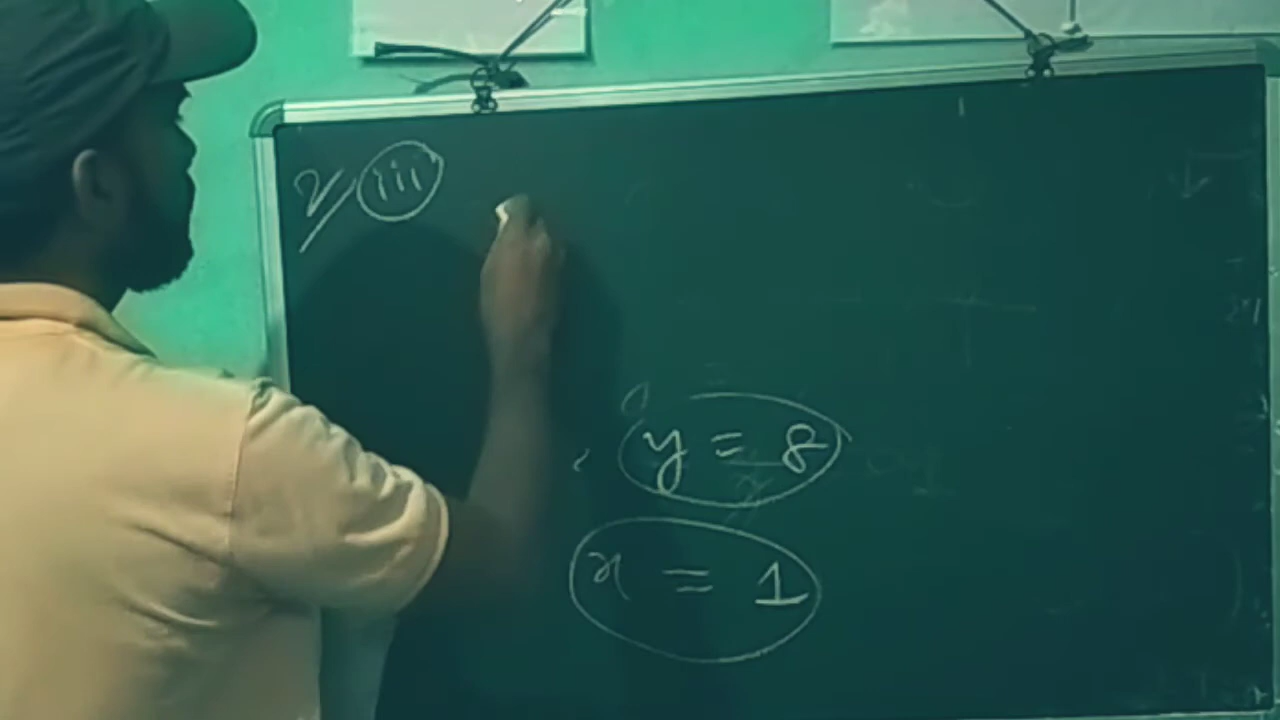 2/ iii
y = 8
x = 1